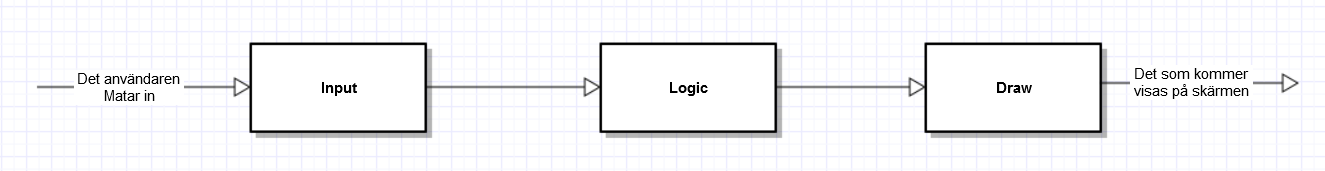 Det användaren
Matar in
Input
Logic
Draw
Det som kommer
visas på skärmen